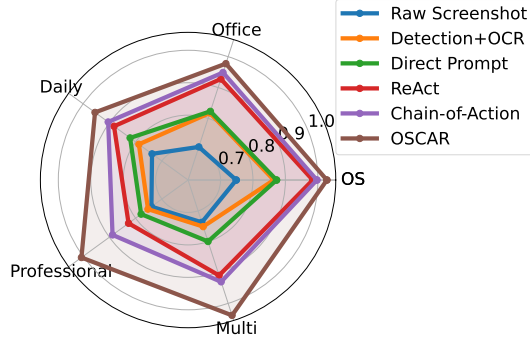 Office
Daily
Professional
Multi
OS
0.7
0.8
0.9
1.0
Raw Screenshot
Detection+OCR
Direct Prompt
ReAct
Chain-of-Action
OSCAR